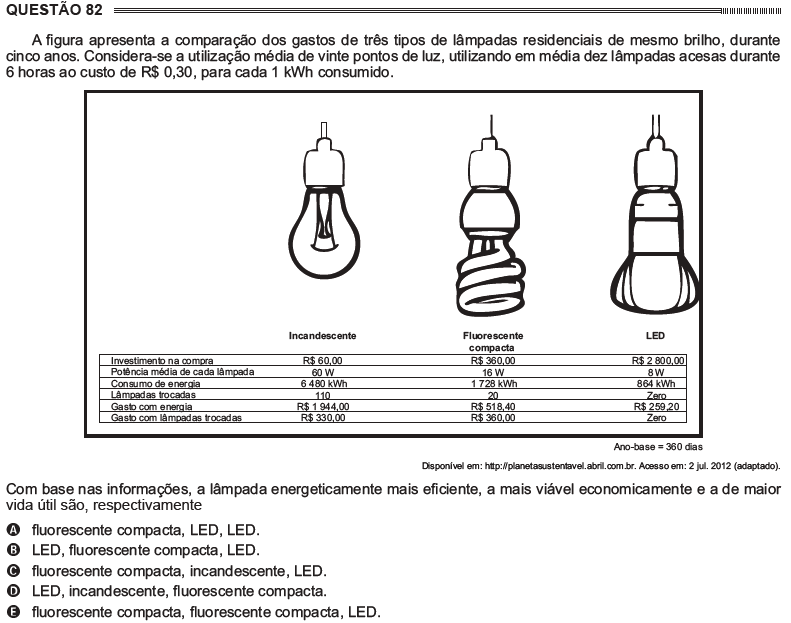 QUESTÃO 82
A figura apresenta a comparação dos gastos de três tipos de lâmpadas residenciais de mesmo brilho, durante
cinco anos. Considera-se a utilização média de vinte pontos de luz, utilizando em média dez lâmpadas acesas durante
6 horas ao custo de R$ 0,30, para cada 1 kWh consumido.
Incandescente Fluorescente compacta LED
Investimento na compra R$ 60,00 R$ 360,00 R$ 2 800,00
Potência média de cada lâmpada 60 W 16 W 8 W
Consumo de energia 6 480 kWh 1 728 kWh 864 kWh
Lâmpadas trocadas 110 20 Zero
Gasto com energia R$ 1 944,00 R$ 518,40 R$ 259,20
Gasto com lâmpadas trocadas R$ 330,00 R$ 360,00 Zero
Ano-base = 360 dias
Disponível em: http://planetasustentavel.abril.com.br. Acesso em: 2 jul. 2012 (adaptado).
Com base nas informações, a lâmpada energeticamente mais eficiente, a mais viável economicamente e a de maior
vida útil são, respectivamente
A fluorescente compacta, LED, LED.
B LED, fluorescente compacta, LED.
C fluorescente compacta, incandescente, LED.
D LED, incandescente, fluorescente compacta.
E fluorescente compacta, fluorescente compacta, LED.